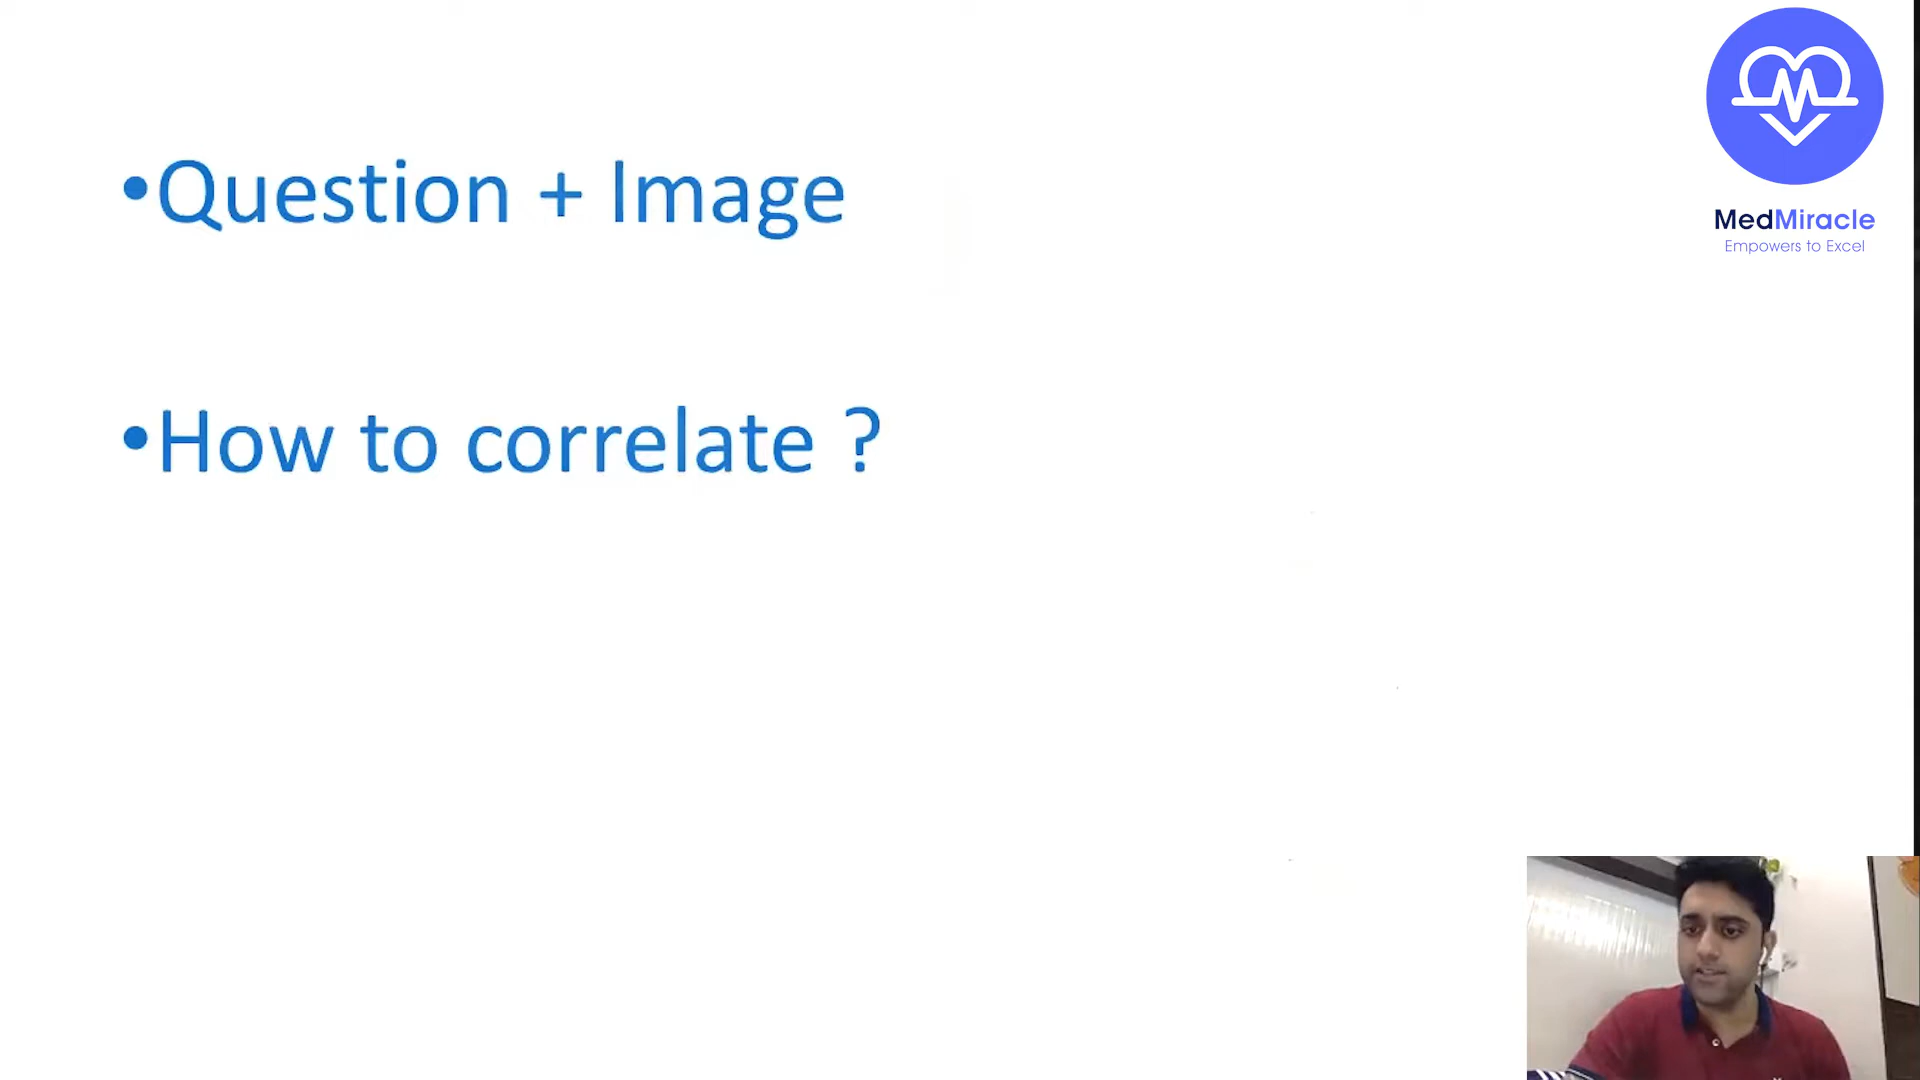 •Question + Image
•How to correlate ?
MedMiracle
Empowers to Excel